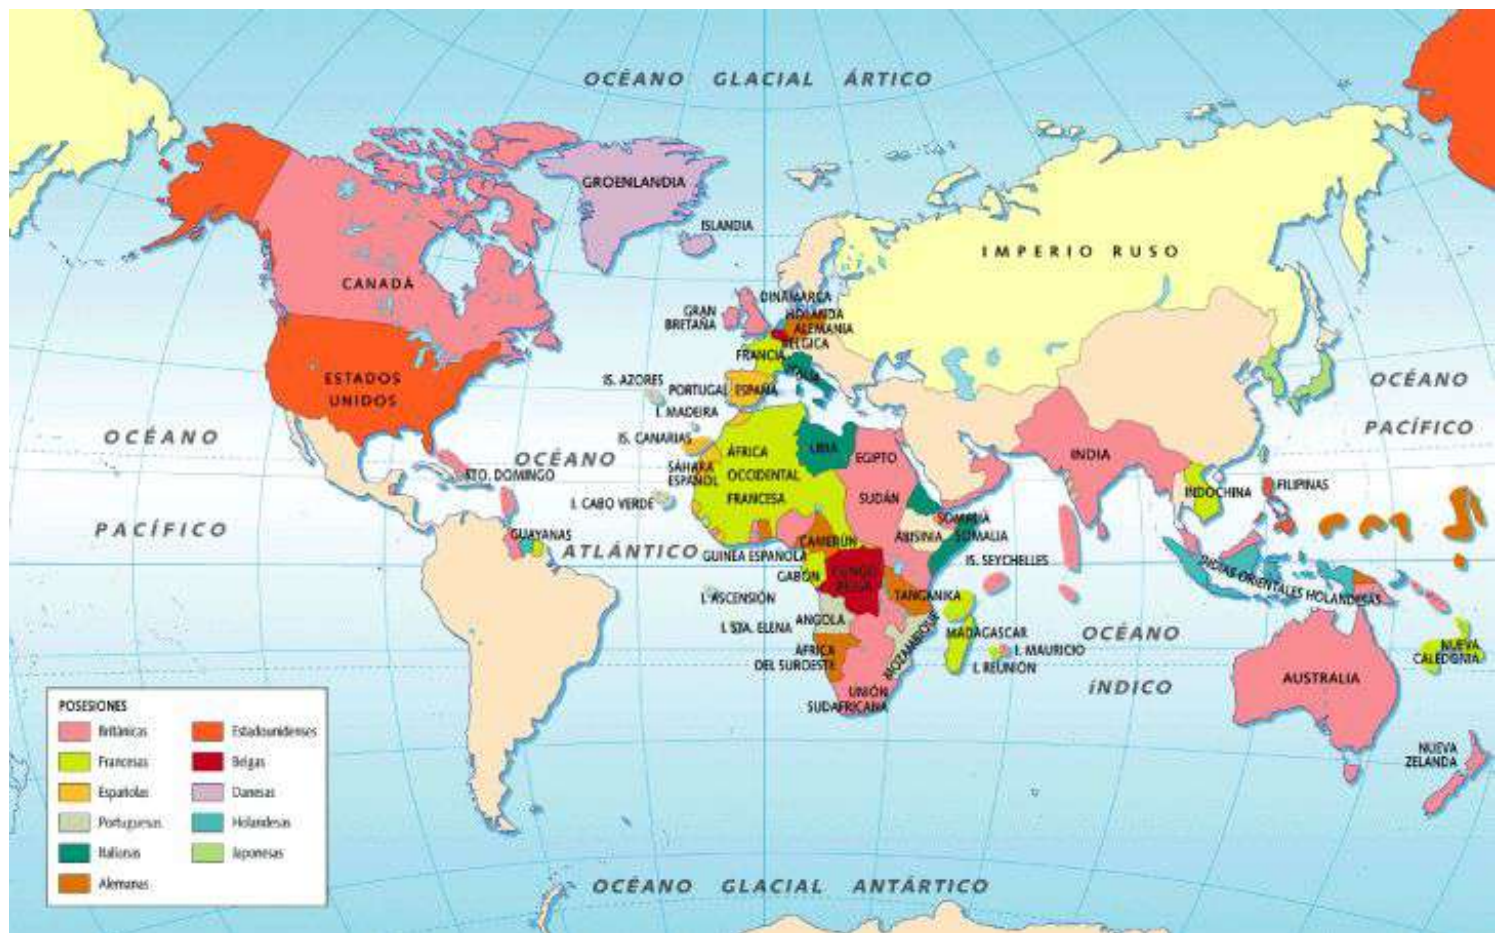 OCÉANO GLACIAL ÁRTICO
GROENLANDIA
ISLANDIA
IMPERIO RUSO
CANADÁ
DINAMARCA
GRAN
BRETAÑA
HOLANDA
ALEMANIA
BÉLGICA
FRANCIA
ITALIA
ESTADOS
UNIDOS
IS. AZORES
PORTUGAL
ESPAÑA
I. MADEIRA
IS. CANARIAS
OCÉANO
PACÍFICO
OCÉANO
ATLÁNTICO
OCÉANO
PACÍFICO
STO. DOMINGO
SÁHARA
ESPAÑOL
ÁFRICA
OCCIDENTAL
FRANCESA
LIBIA
EGIPTO
SUDÁN
INDIA
INDOCHINA
FILIPINAS
I. CABO VERDE
GUAYANAS
GUINEA ESPAÑOLA
CAMERÚN
ABISINIA
SOMALIA
SOMALIA
IS. SEYCHELLES
GABÓN
CONGO
BELGA
TANGANIKA
INDIAS ORIENTALES HOLANDESAS
I. ASCENSIÓN
I. STA. ELENA
ANGOLA
MOZAMBIQUE
MADAGASCAR
I. MAURICIO
I. REUNIÓN
ÁFRICA
DEL SUROESTE
UNIÓN
SUDAFRICANA
OCÉANO
ÍNDICO
AUSTRALIA
NUEVA
CALEDONIA
NUEVA
ZELANDA
POSESIONES
Británicas
Francesas
Españolas
Portuguesas
Italianas
Alemanas
Estadounidenses
Belgas
Danesas
Holandesas
Japonesas
OCÉANO GLACIAL ANTÁRTICO